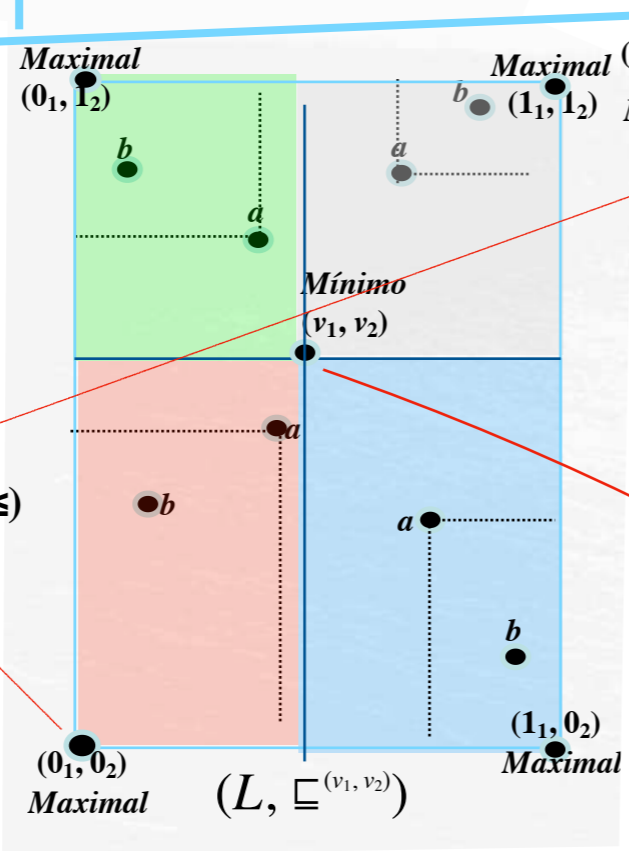 Maximal
(0₁, 1₂)
Maximal
(1₁, 1₂)
b
b
a
a
Mínimo
(v₁, v₂)
a
b
a
b
(0₁, 0₂)
Maximal
(1₁, 0₂)
Maximal
(L, ⊑⁽ᵛ₁, ᵛ₂⁾)